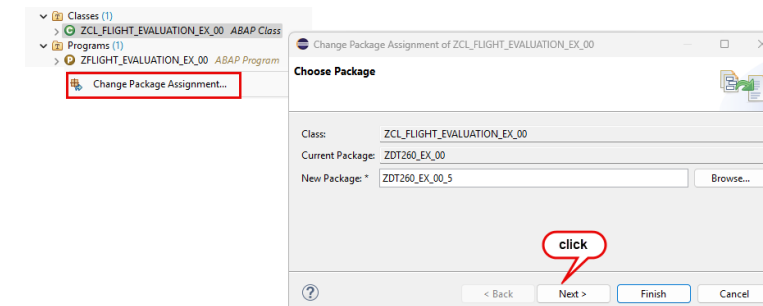 Classes (1)
ZCL_FLIGHT_EVALUATION_EX_00 ABAP Class
Programs (1)
ZFLIGHT_EVALUATION_EX_00 ABAP Program
Change Package Assignment...
Change Package Assignment of ZCL_FLIGHT_EVALUATION_EX_00
Choose Package
Class: ZCL_FLIGHT_EVALUATION_EX_00
Current Package: ZDT260_EX_00
New Package: * ZDT260_EX_00_5 Browse...
click
? < Back Next > Finish Cancel